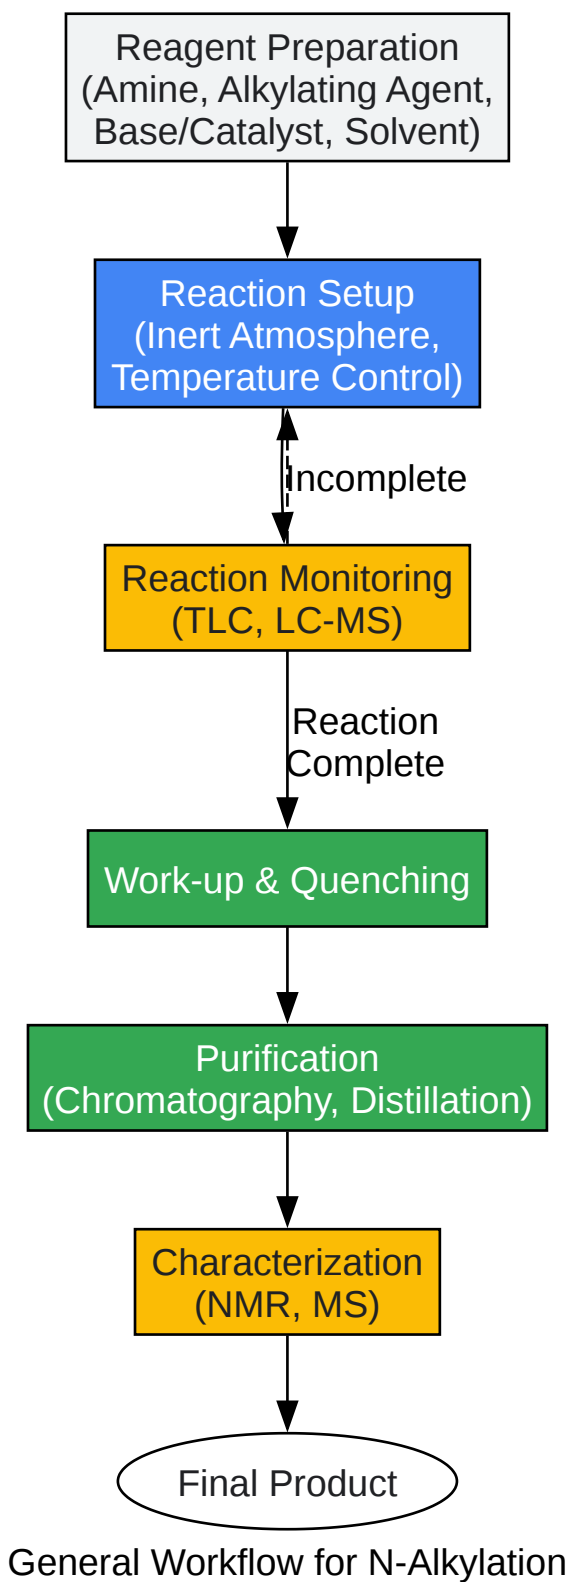 Reagent Preparation
(Amine, Alkylating Agent,
Base/Catalyst, Solvent)
Reaction Setup
(Inert Atmosphere,
Temperature Control)
Incomplete
Reaction Monitoring
(TLC, LC-MS)
Reaction
Complete
Work-up & Quenching
Purification
(Chromatography, Distillation)
Characterization
(NMR, MS)
Final Product
General Workflow for N-Alkylation